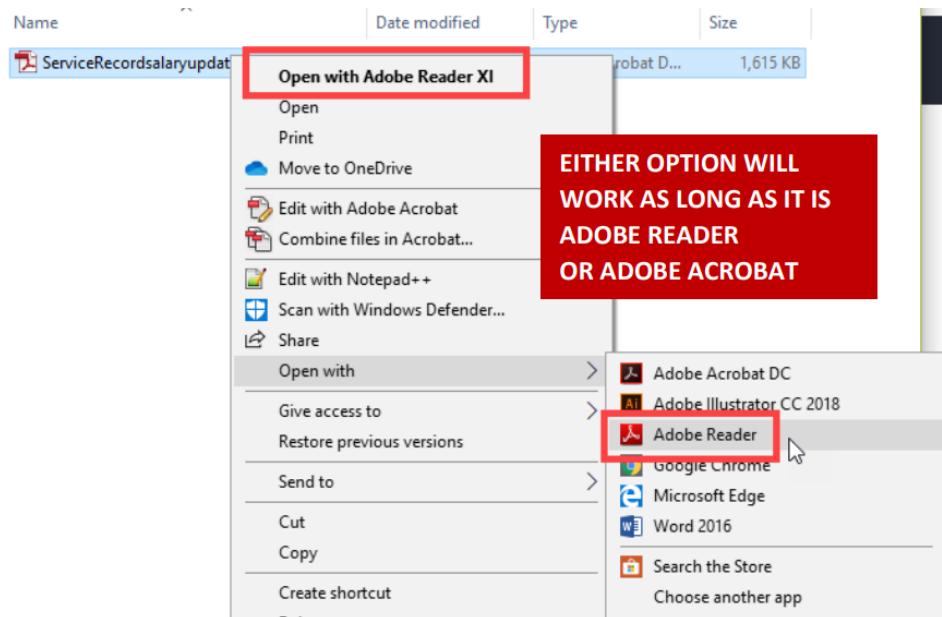 Name Date modified Type Size
ServiceRecordsalaryupdat robat D... 1,615 KB
Open with Adobe Reader XI
Open
Print
Move to OneDrive
EITHER OPTION WILL
WORK AS LONG AS IT IS
ADOBE READER
OR ADOBE ACROBAT
Edit with Adobe Acrobat
Combine files in Acrobat...
Edit with Notepad++
Scan with Windows Defender...
Share
Open with
Give access to
Restore previous versions
Send to
Cut
Copy
Create shortcut
Adobe Acrobat DC
Ai Adobe Illustrator CC 2018
Adobe Reader
Google Chrome
Microsoft Edge
Word 2016
Search the Store
Choose another app